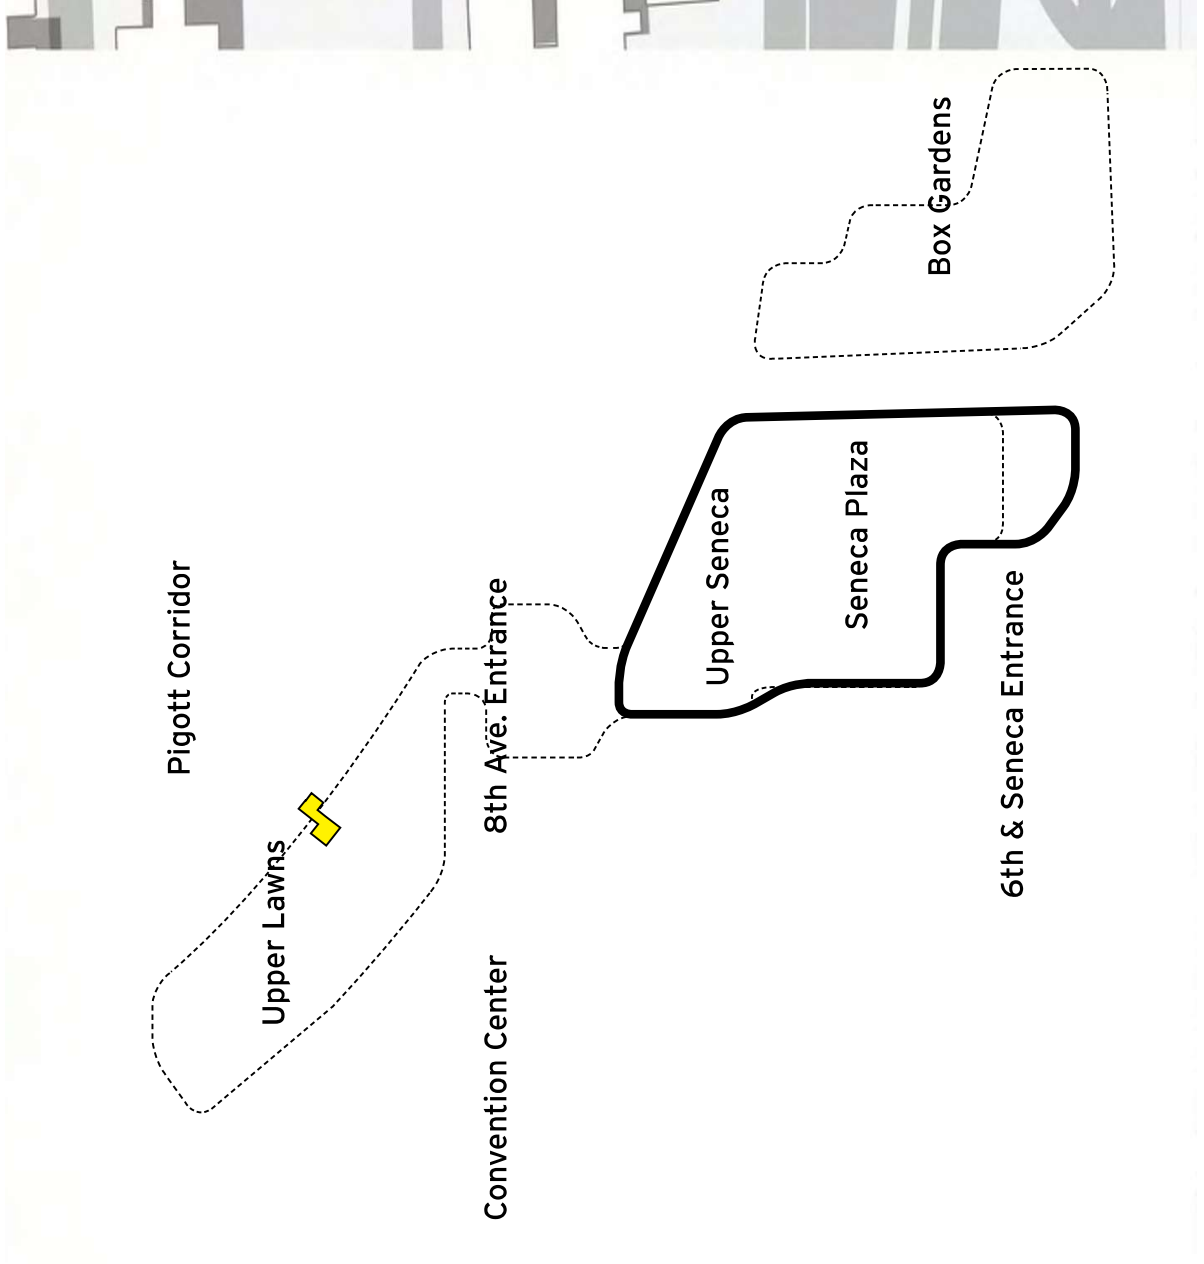 Pigott Corridor
Upper Lawns
8th Ave. Entrance
Convention Center
Upper Seneca
Seneca Plaza
Box Gardens
6th & Seneca Entrance